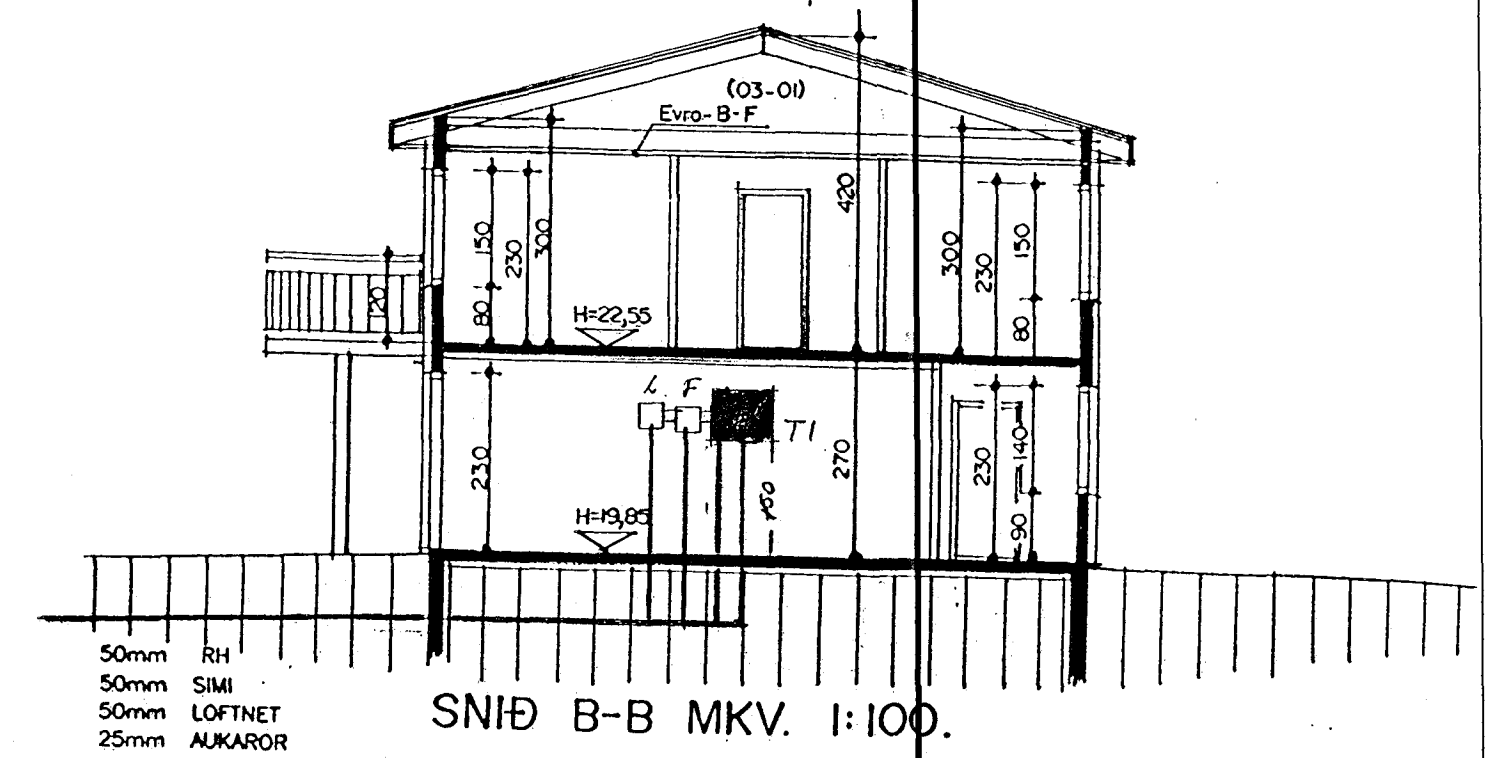 (03-01)
Evro-B-F
420
150
230
300
300
230
150
120
80
80
H=22,55
L F
T1
230
270
230
140
150
H=19,85
90
50mm RH
50mm SIMI
50mm LOFTNET
25mm AUKAROR
SNIÐ B-B MKV. 1:100.